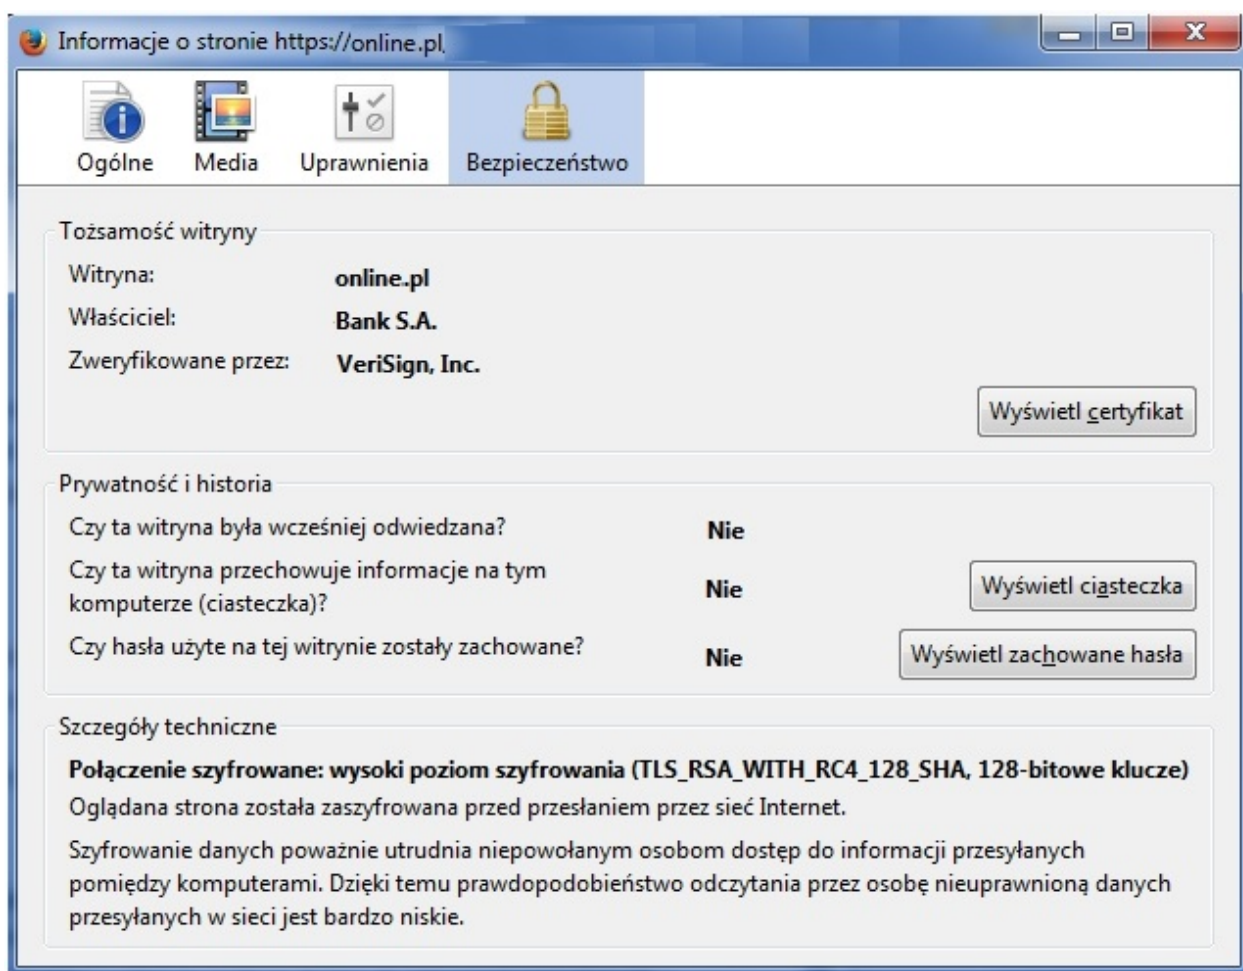 Informacje o stronie https://online.pl
Ogólne Media Uprawnienia Bezpieczeństwo
Tożsamość witryny
Witryna: online.pl
Właściciel: Bank S.A.
Zweryfikowane przez: VeriSign, Inc.
Wyświetl certyfikat
Prywatność i historia
Czy ta witryna była wcześniej odwiedzana? Nie
Czy ta witryna przechowuje informacje na tym
komputerze (ciasteczka)? Nie Wyświetl ciasteczka
Czy hasła użyte na tej witrynie zostały zachowane? Nie Wyświetl zachowane hasła
Szczegóły techniczne
Połączenie szyfrowane: wysoki poziom szyfrowania (TLS_RSA_WITH_RC4_128_SHA, 128-bitowe klucze)
Oglądana strona została zaszyfrowana przed przesłaniem przez sieć Internet.
Szyfrowanie danych poważnie utrudnia niepowołanym osobom dostęp do informacji przesyłanych
pomiędzy komputerami. Dzięki temu prawdopodobieństwo odczytania przez osobę nieuprawnioną danych
przesyłanych w sieci jest bardzo niskie.